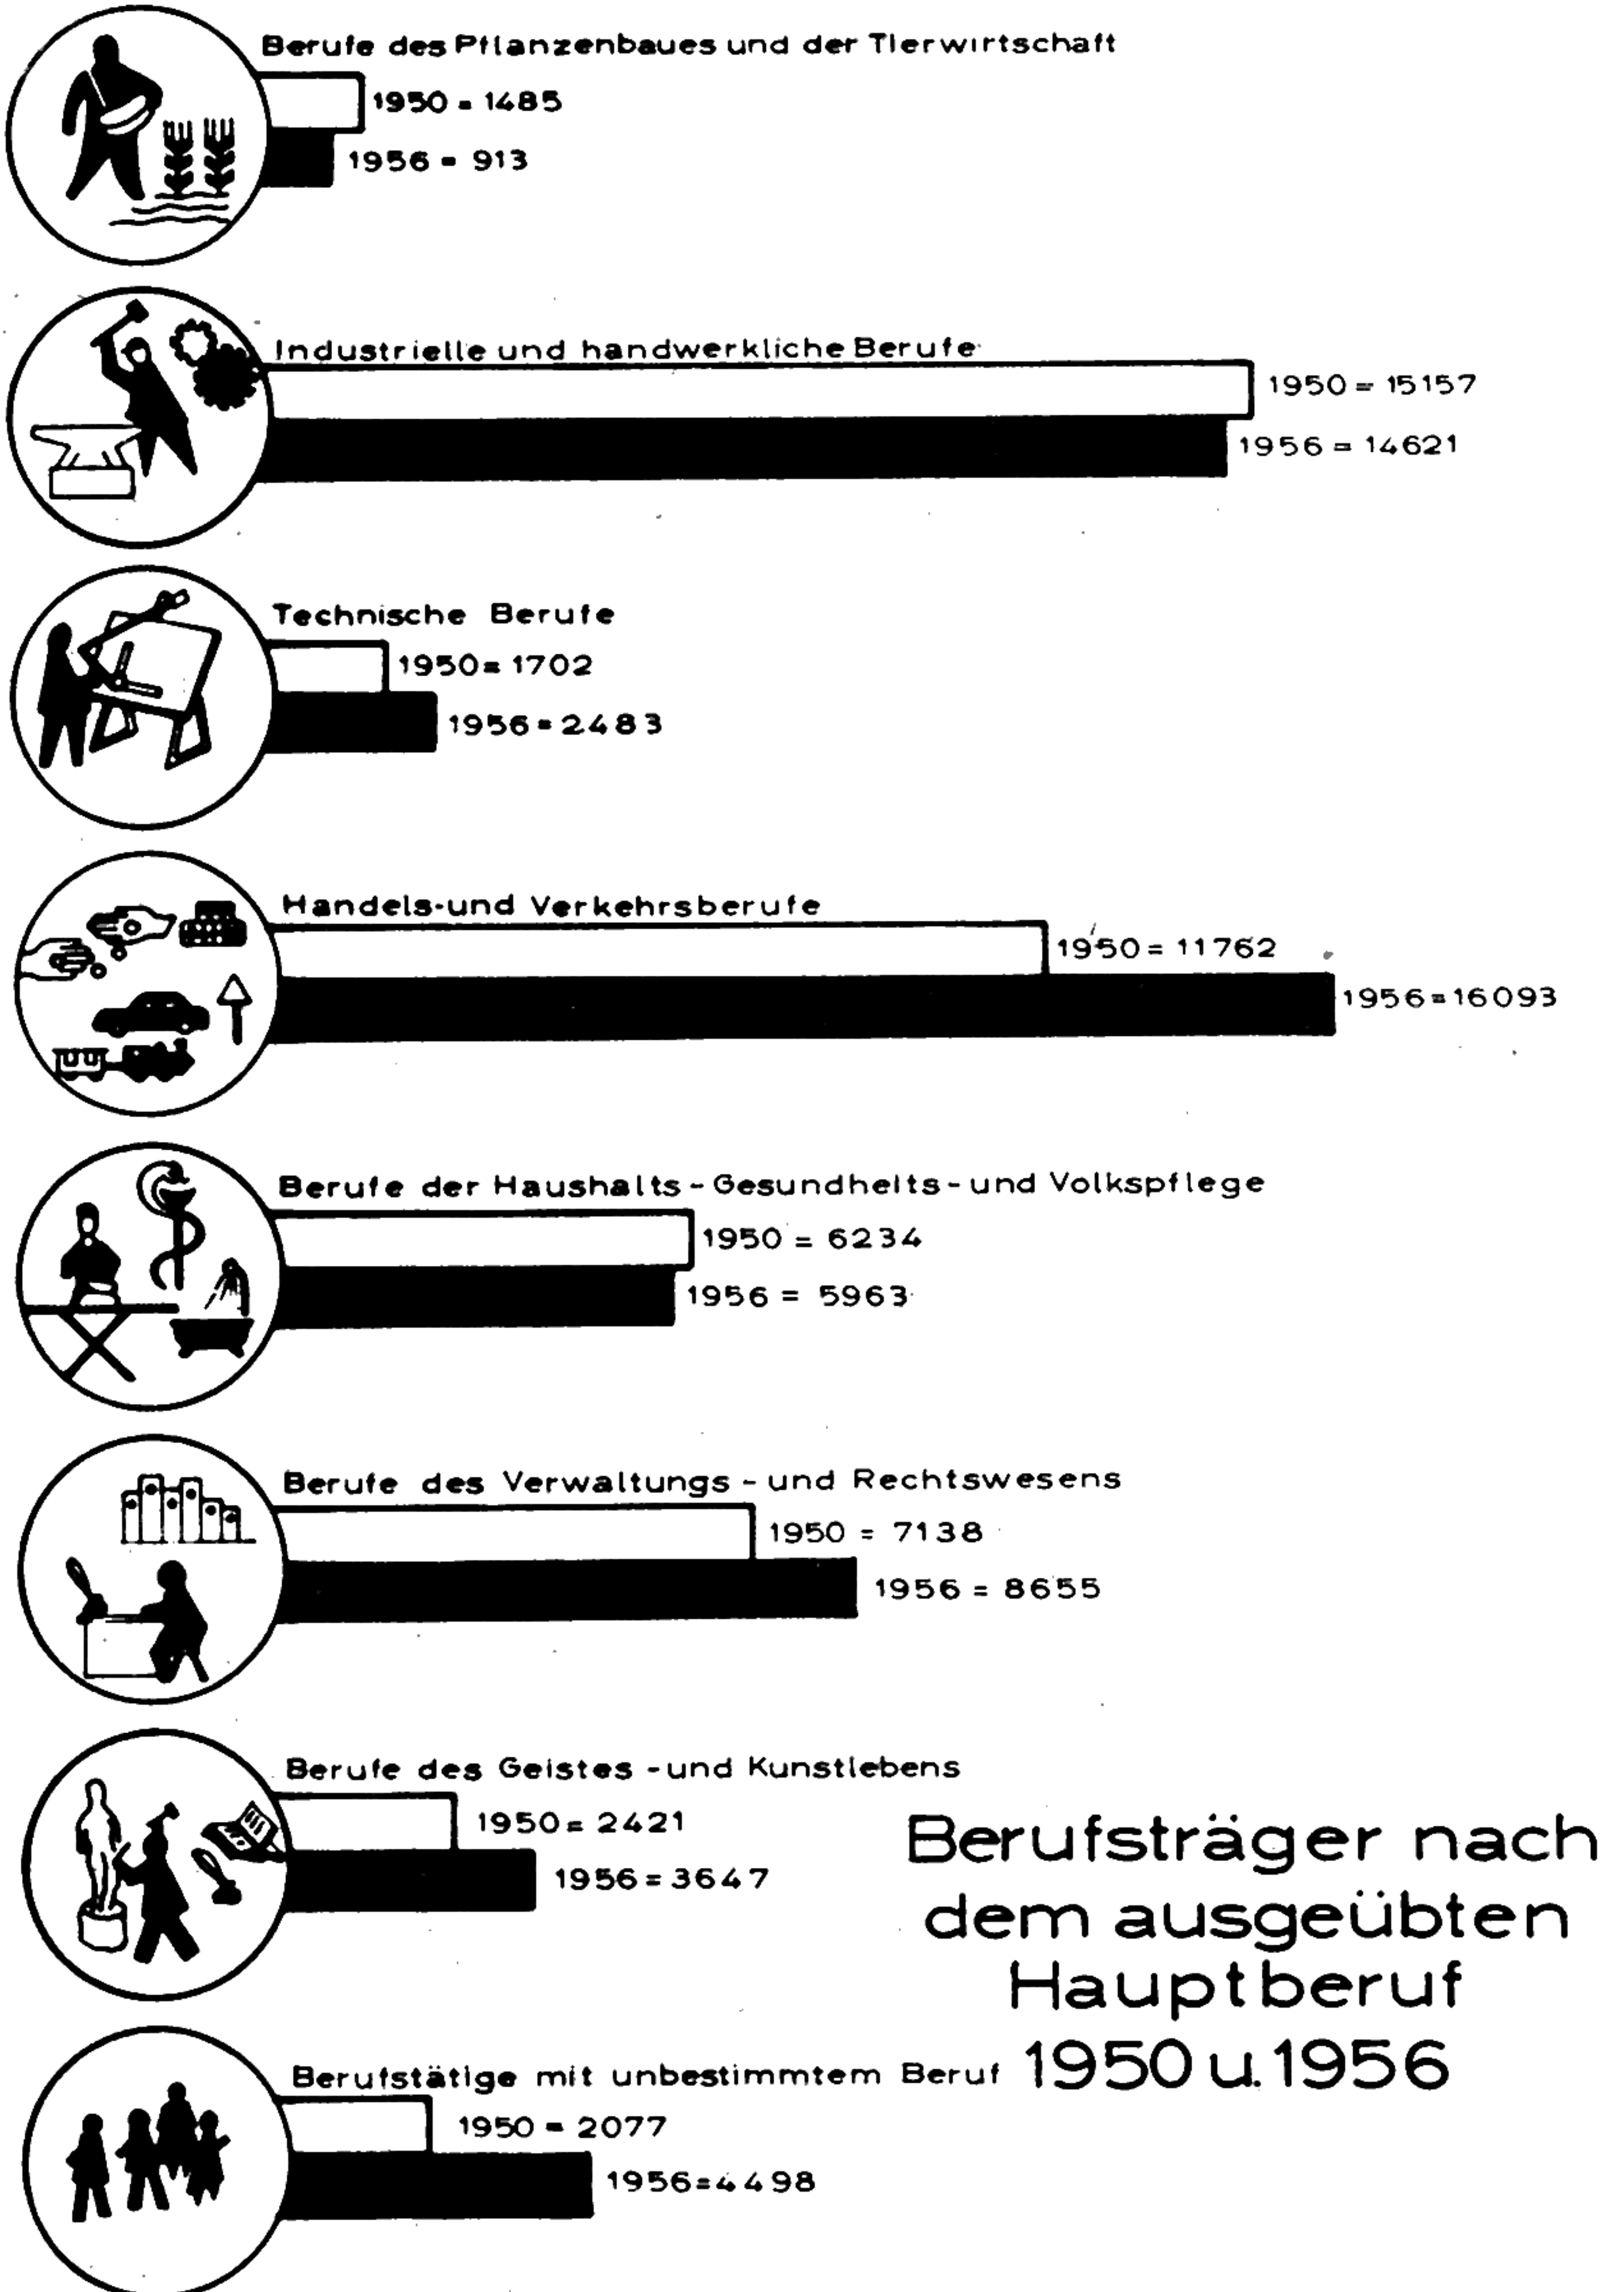 Berufe des Pflanzenbaues und der Tierwirtschaft
1950 = 1485
1956 = 913
Industrielle und handwerkliche Berufe
1950 = 15157
1956 = 14621
Technische Berufe
1950 = 1702
1956 = 2483
Handels- und Verkehrsberufe
1950 = 11762
1956 = 16093
Berufe der Haushalts - Gesundheits - und Volkspflege
1950 = 6234
1956 = 5963
Berufe des Verwaltungs - und Rechtswesens
1950 = 7138
1956 = 8655
Berufe des Geistes - und Kunstlebens
1950 = 2421
1956 = 3647
Berufstätige mit unbestimmtem Beruf
1950 = 2077
1956 = 4498
Berufsträger nach
dem ausgeübten
Hauptberuf
1950 u. 1956